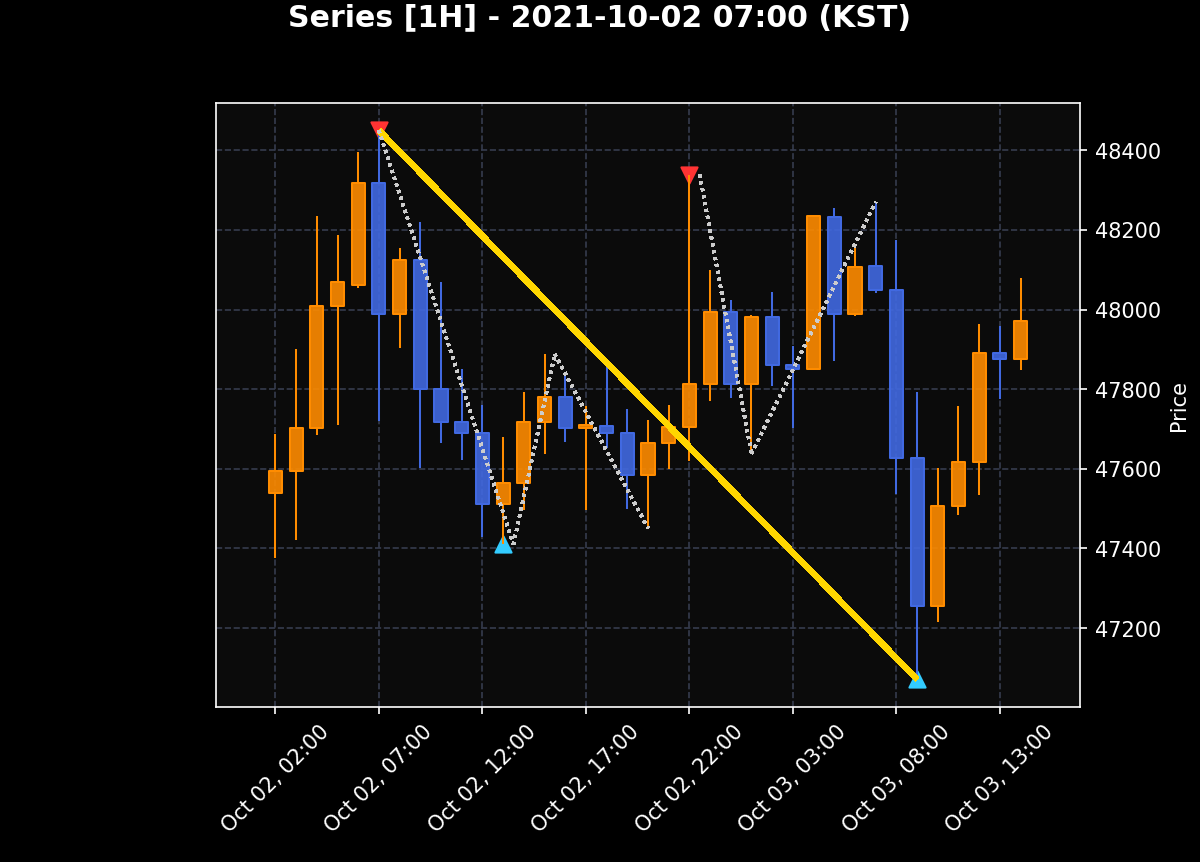 Series [1H] - 2021-10-02 07:00 (KST)
48400
48200
48000
47800
47600
47400
47200
Price
Oct 02, 02:00
Oct 02, 07:00
Oct 02, 12:00
Oct 02, 17:00
Oct 02, 22:00
Oct 03, 03:00
Oct 03, 08:00
Oct 03, 13:00